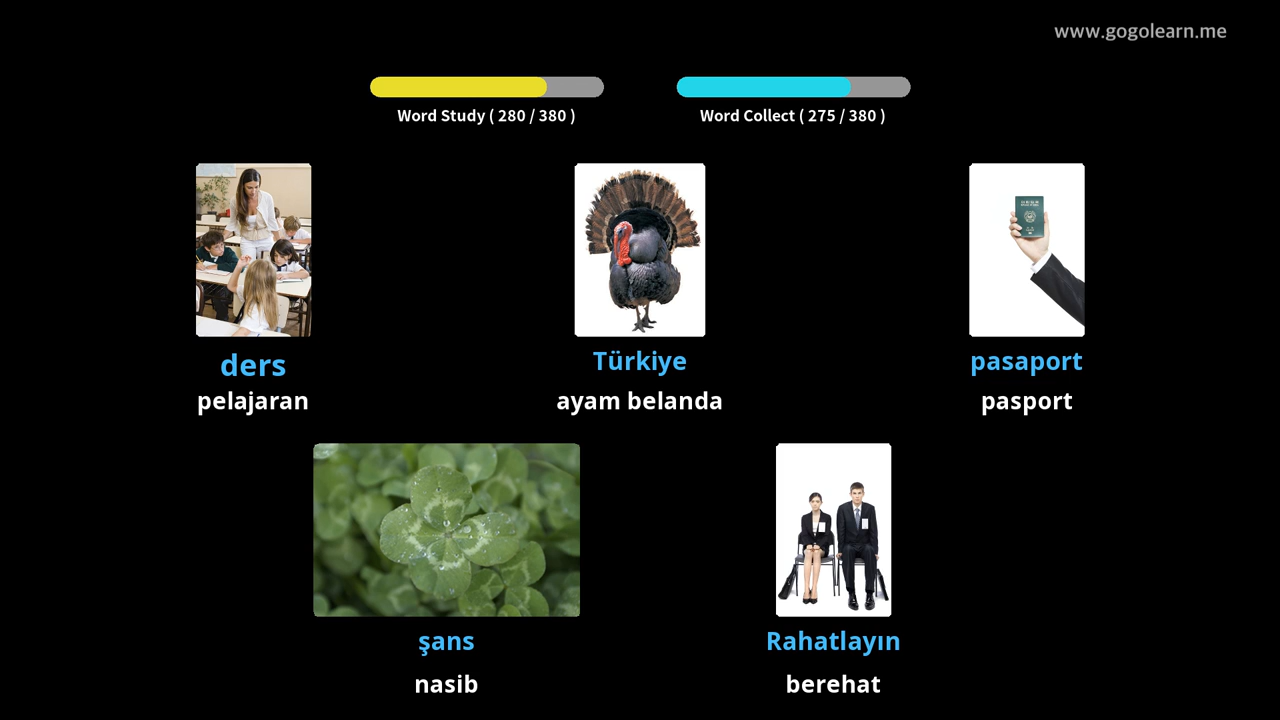 www.gogolearn.me
Word Study ( 280 / 380 )
Word Collect ( 275 / 380 )
ders
pelajaran
Türkiye
ayam belanda
pasaport
pasport
şans
nasib
Rahatlayın
berehat